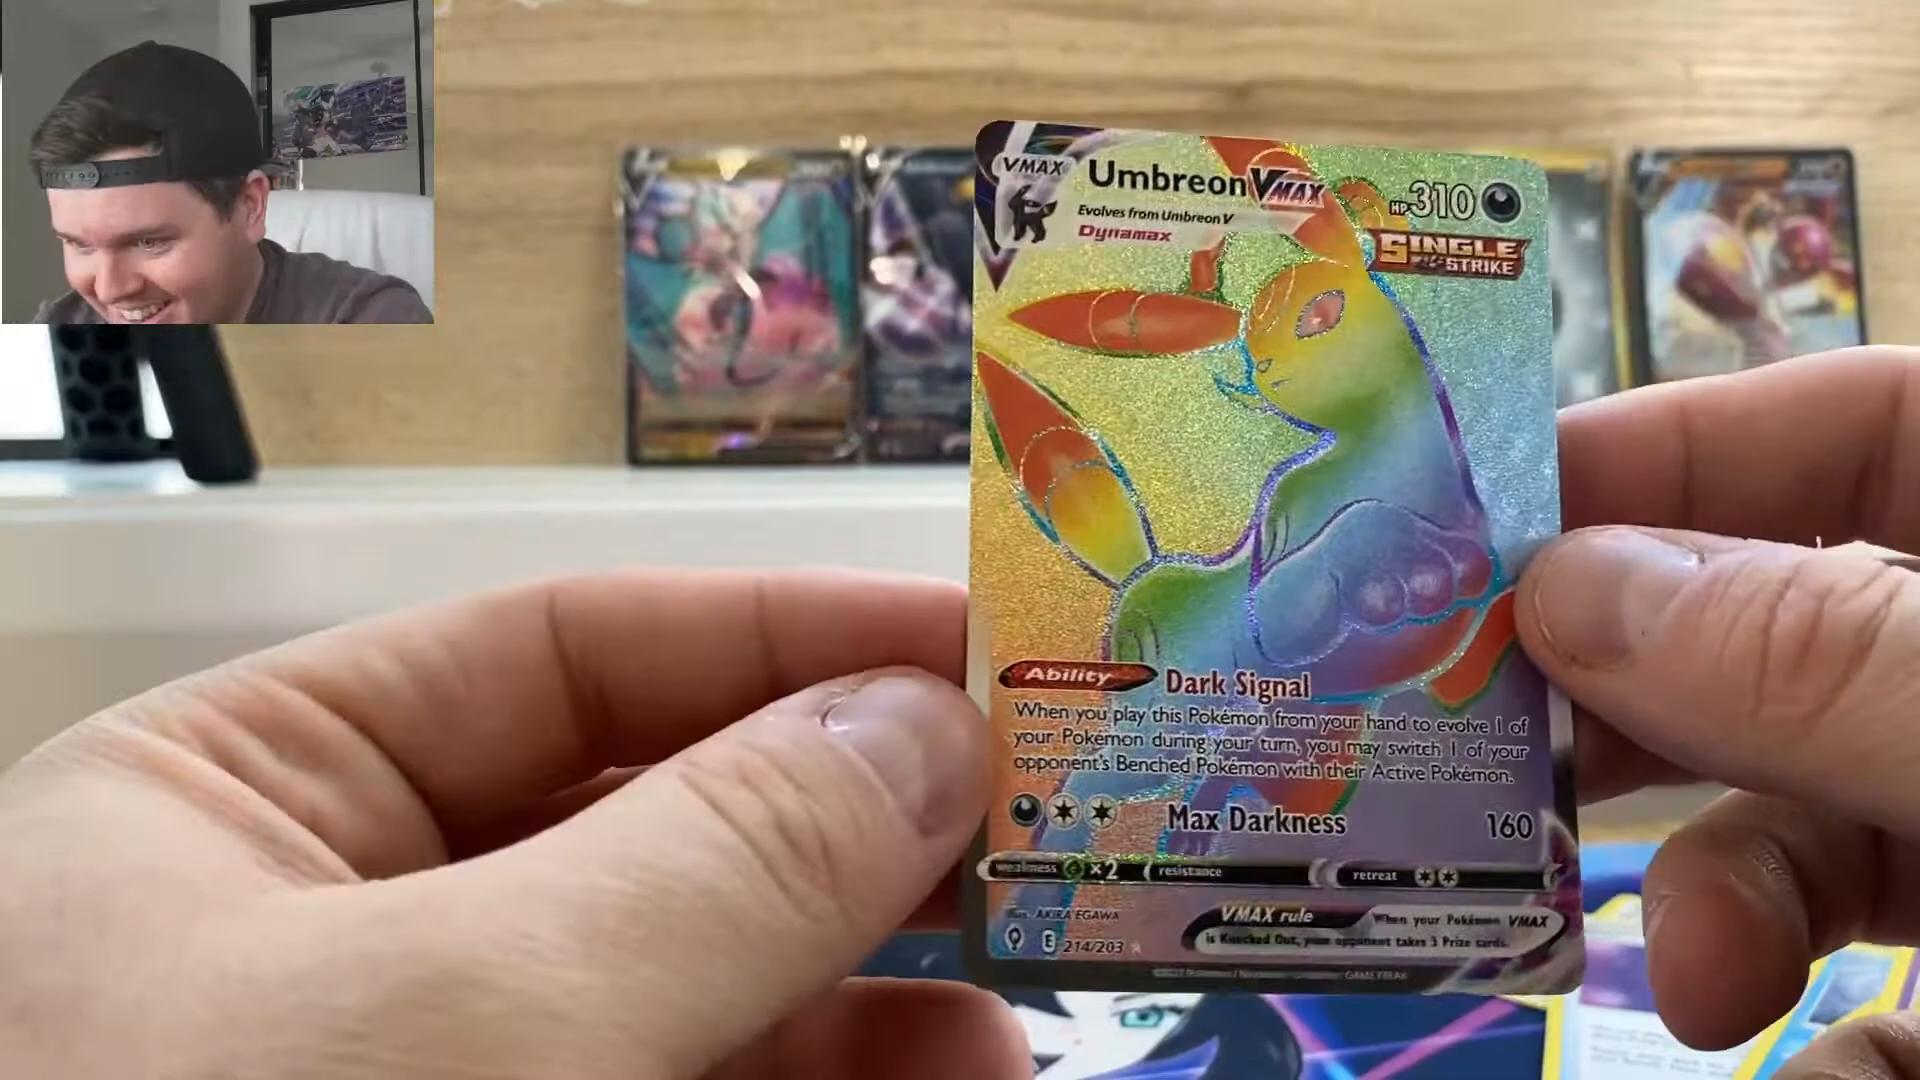 VMAX
Umbreon VMAX
HP 310
Evolves from Umbreon V
Dynamax
SINGLE
STRIKE
Ability Dark Signal
When you play this Pokémon from your hand to evolve 1 of
your Pokémon during your turn, you may switch 1 of your
opponent's Benched Pokémon with their Active Pokémon.
Max Darkness 160
weakness ×2 resistance retreat
illus. AKIRA EGAWA
VMAX rule When your Pokémon VMAX
is Knocked Out, your opponent takes 3 Prize cards.
E 214/203
GAME FREAK